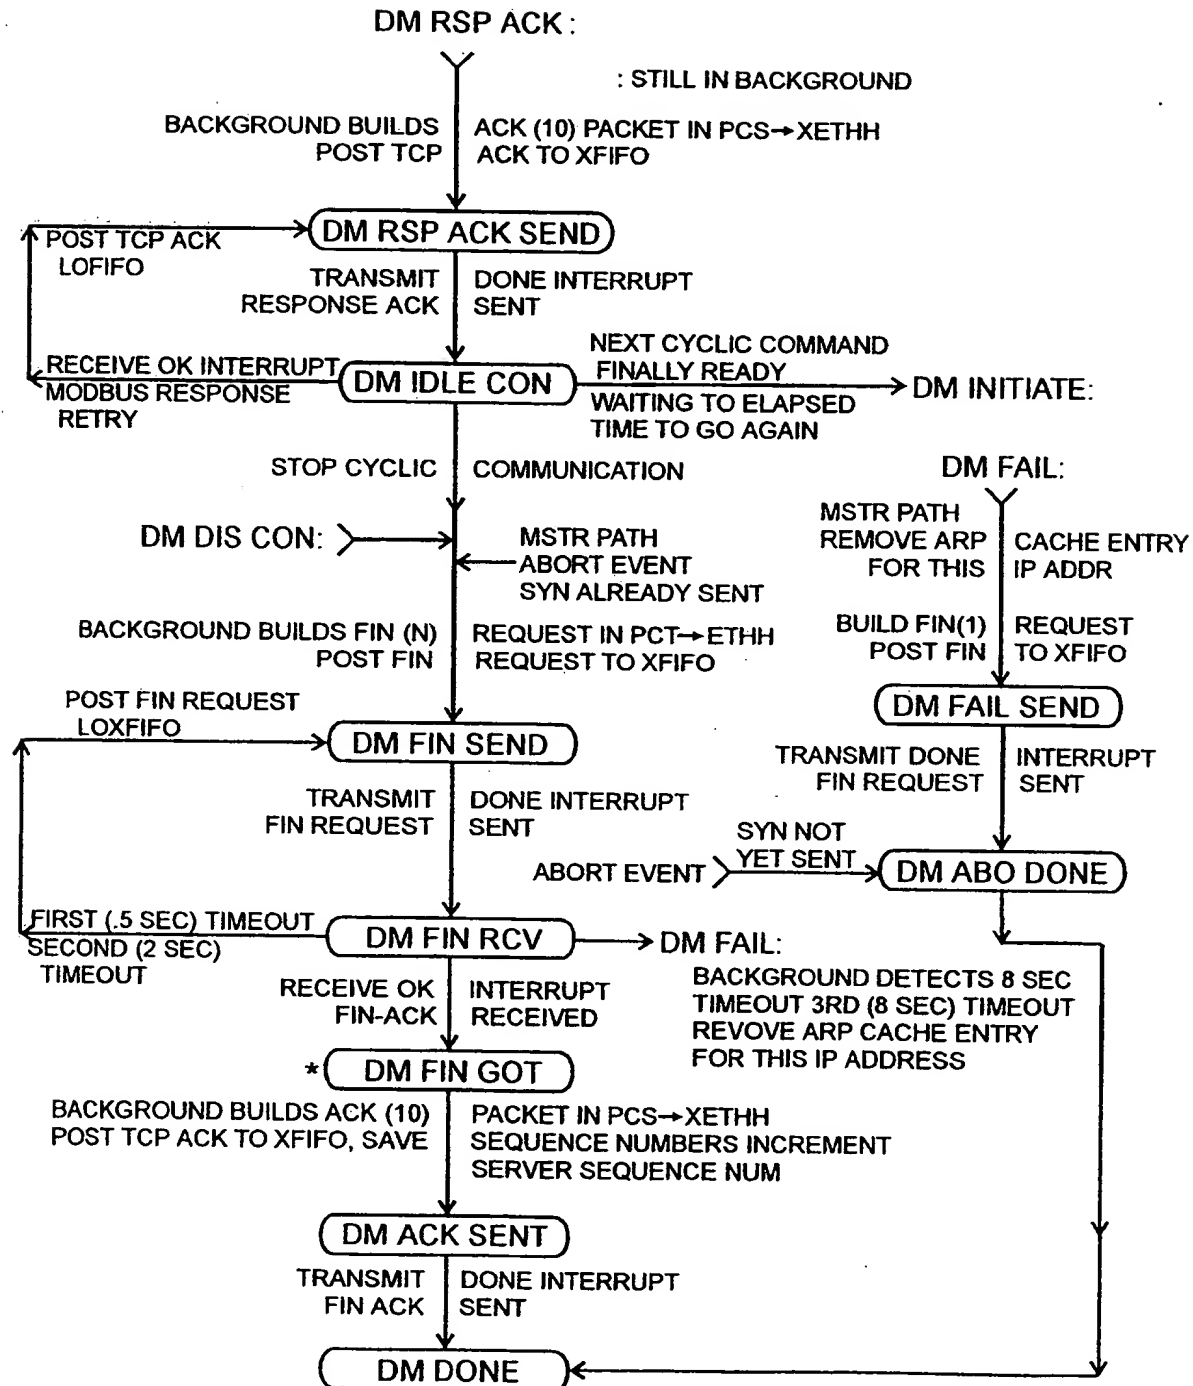 DM RSP ACK :
: STILL IN BACKGROUND
BACKGROUND BUILDS ACK (10) PACKET IN PCS→XETHH
POST TCP ACK TO XFIFO
DM RSP ACK SEND
POST TCP ACK
LOFIFO
TRANSMIT DONE INTERRUPT
RESPONSE ACK SENT
NEXT CYCLIC COMMAND
FINALLY READY
RECEIVE OK INTERRUPT
DM IDLE CON
DM INITIATE:
MODBUS RESPONSE
RETRY
WAITING TO ELAPSED
TIME TO GO AGAIN
STOP CYCLIC COMMUNICATION
DM FAIL:
DM DIS CON:
MSTR PATH
ABORT EVENT
SYN ALREADY SENT
MSTR PATH
REMOVE ARP CACHE ENTRY
FOR THIS IP ADDR
BACKGROUND BUILDS FIN (N) REQUEST IN PCT→ETHH
POST FIN REQUEST TO XFIFO
BUILD FIN(1) REQUEST
POST FIN TO XFIFO
POST FIN REQUEST
LOXFIFO
DM FIN SEND
DM FAIL SEND
TRANSMIT DONE INTERRUPT
FIN REQUEST SENT
TRANSMIT DONE INTERRUPT
FIN REQUEST SENT
ABORT EVENT
SYN NOT
YET SENT
DM ABO DONE
FIRST (.5 SEC) TIMEOUT
SECOND (2 SEC)
TIMEOUT
DM FIN RCV
DM FAIL:
BACKGROUND DETECTS 8 SEC
TIMEOUT 3RD (8 SEC) TIMEOUT
REVOVE ARP CACHE ENTRY
FOR THIS IP ADDRESS
RECEIVE OK INTERRUPT
FIN-ACK RECEIVED
* DM FIN GOT
BACKGROUND BUILDS ACK (10) PACKET IN PCS→XETHH
POST TCP ACK TO XFIFO, SAVE SEQUENCE NUMBERS INCREMENT
SERVER SEQUENCE NUM
DM ACK SENT
TRANSMIT DONE INTERRUPT
FIN ACK SENT
DM DONE